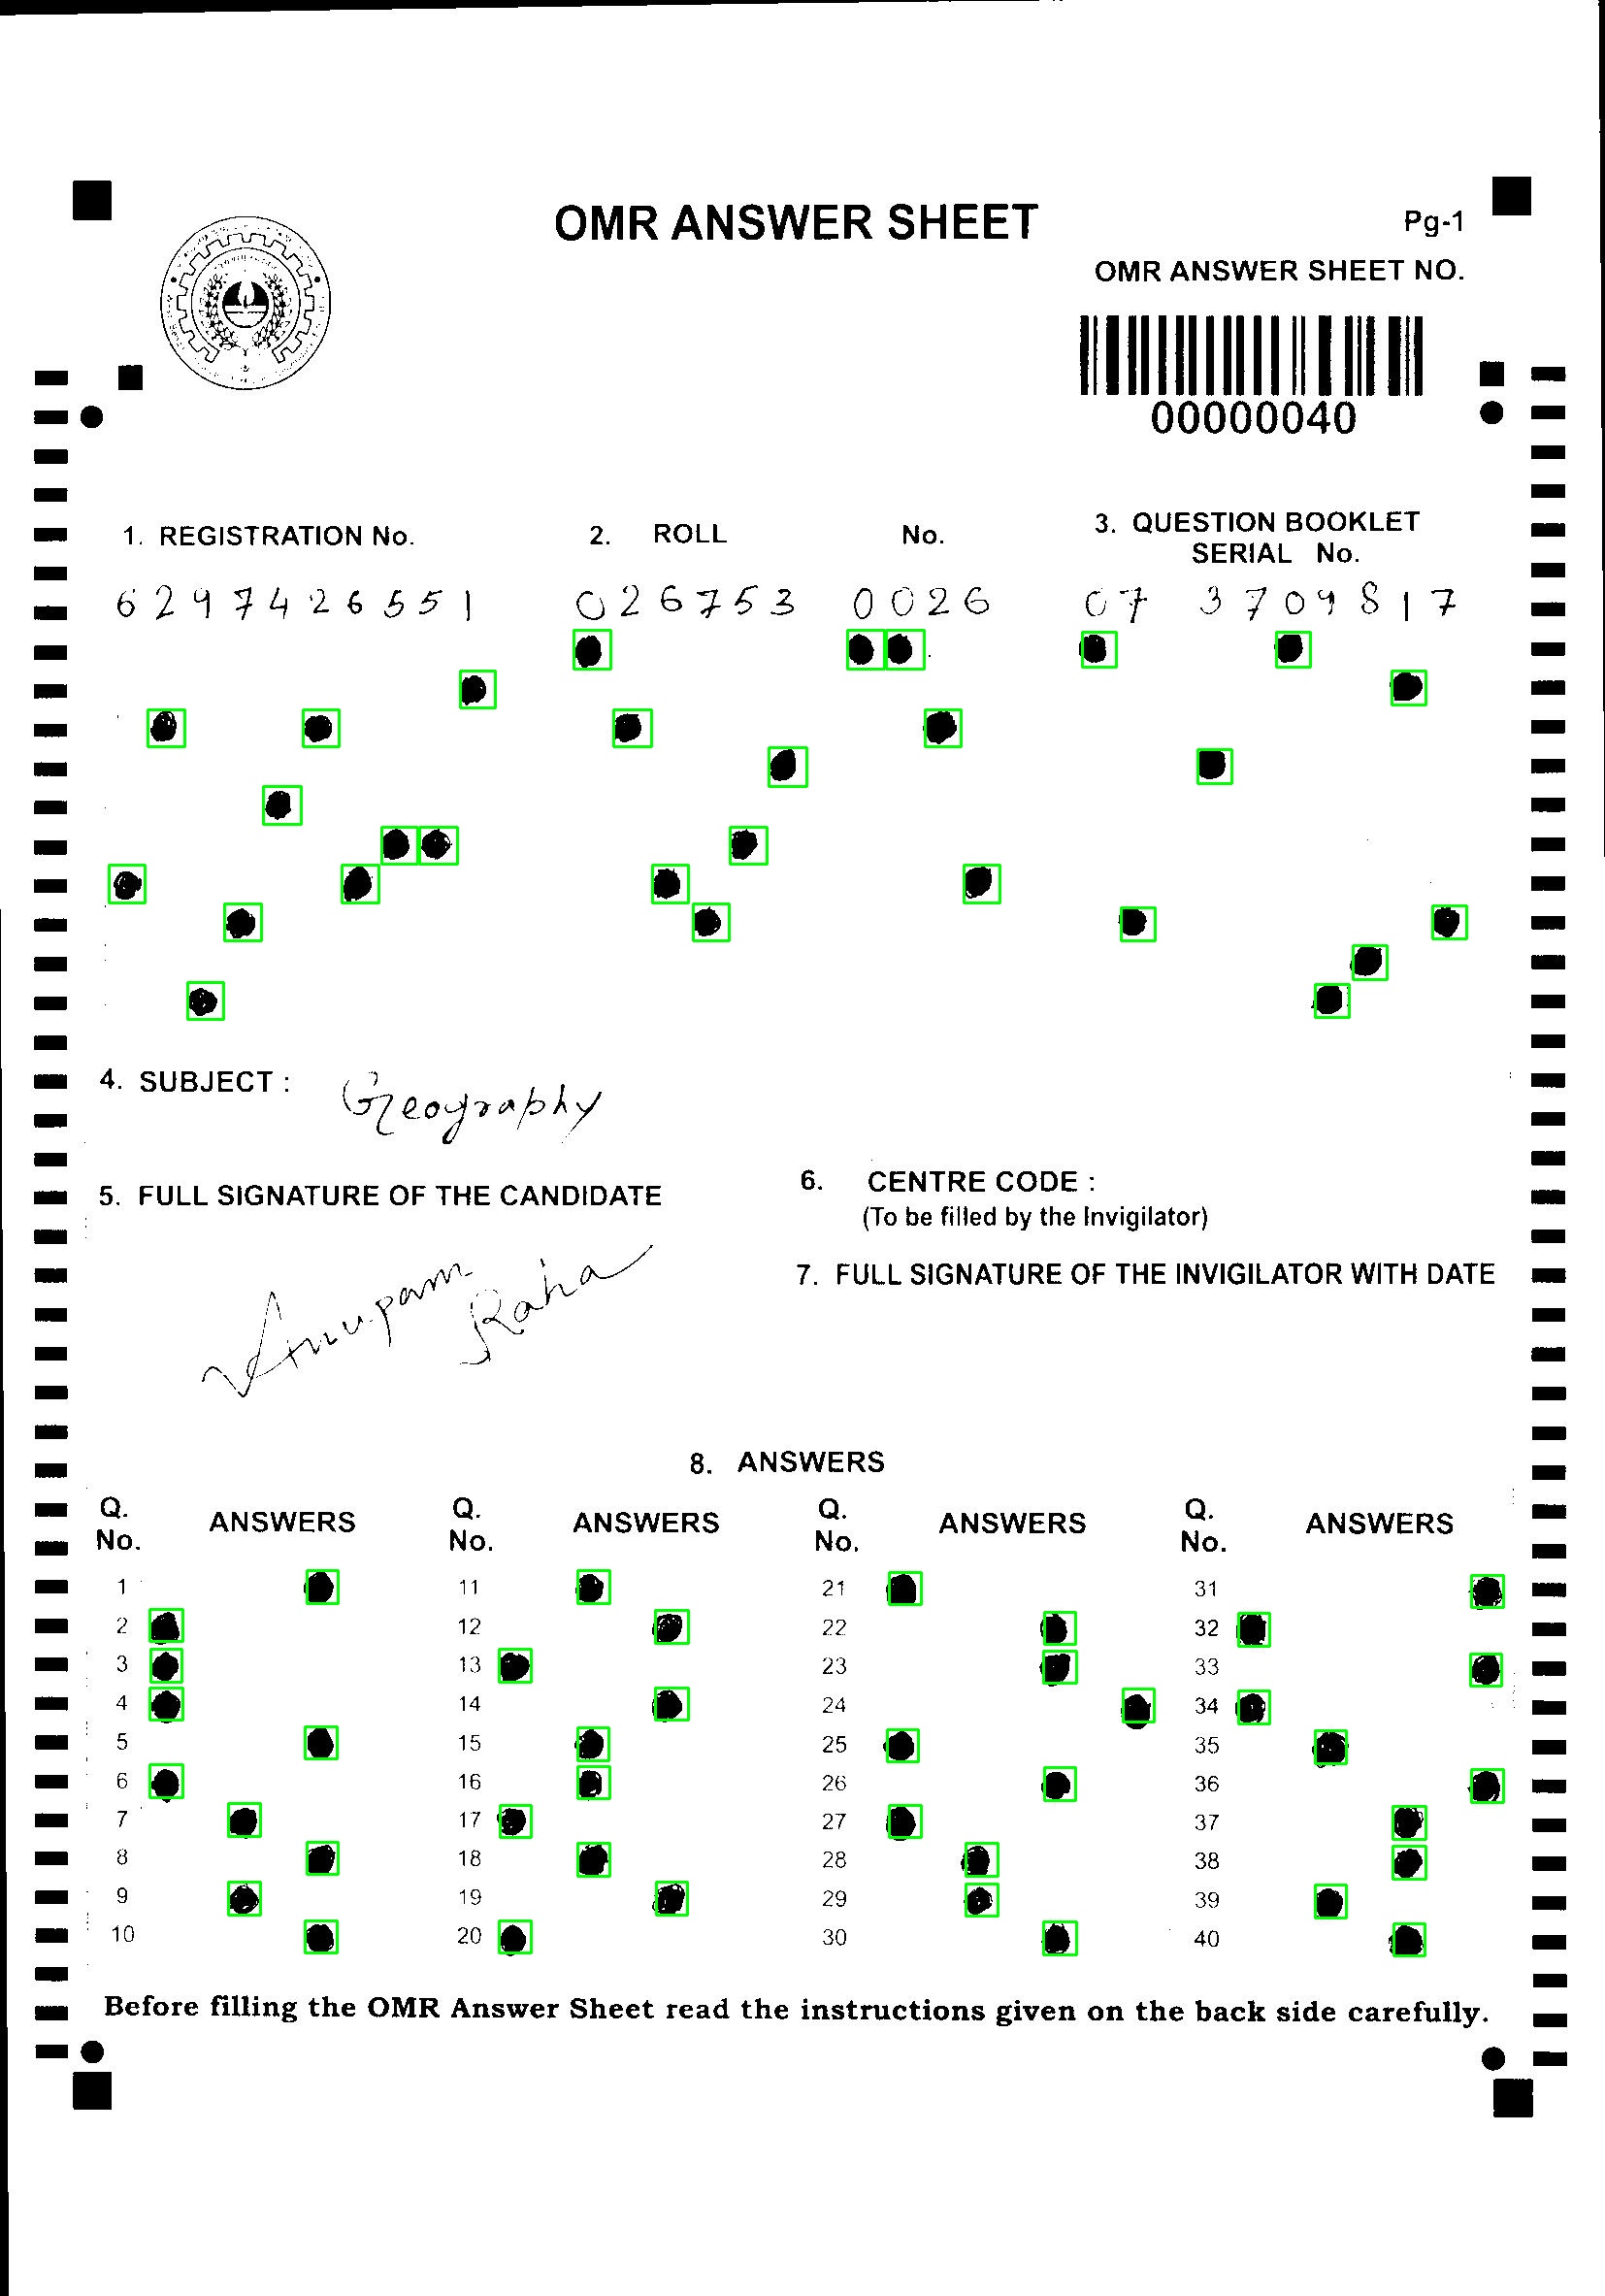 OMR ANSWER SHEET
Pg-1
OMR ANSWER SHEET NO.
00000040
1. REGISTRATION No.
6297426551
2. ROLL No.
026753 0026
3. QUESTION BOOKLET
SERIAL No.
07 3709817
4. SUBJECT : Geography
5. FULL SIGNATURE OF THE CANDIDATE
Anupam Raha
6. CENTRE CODE :
(To be filled by the Invigilator)
7. FULL SIGNATURE OF THE INVIGILATOR WITH DATE
8. ANSWERS
Q. No. ANSWERS Q. No. ANSWERS Q. No. ANSWERS Q. No. ANSWERS
1 11 21 31
2 12 22 32
3 13 23 33
4 14 24 34
5 15 25 35
6 16 26 36
7 17 27 37
8 18 28 38
9 19 29 39
10 20 30 40
Before filling the OMR Answer Sheet read the instructions given on the back side carefully.